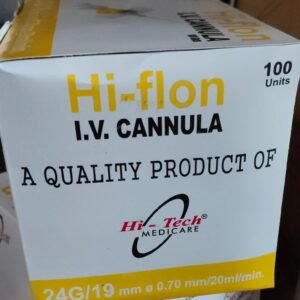 I.V. CANNULA
Hi-flon
100
Units
I.V. CANNULA
A QUALITY PRODUCT OF
Hi - Tech®
MEDICARE
24G/19 mm ø 0.70 mm/20ml/min.